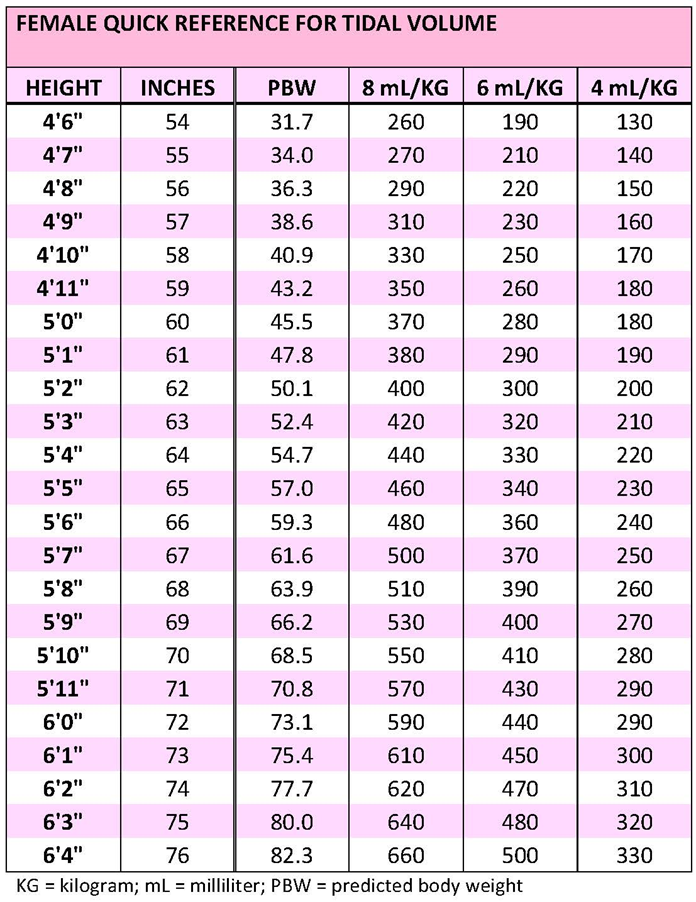 FEMALE QUICK REFERENCE FOR TIDAL VOLUME
HEIGHT INCHES PBW 8 mL/KG 6 mL/KG 4 mL/KG
4'6" 54 31.7 260 190 130
4'7" 55 34.0 270 210 140
4'8" 56 36.3 290 220 150
4'9" 57 38.6 310 230 160
4'10" 58 40.9 330 250 170
4'11" 59 43.2 350 260 180
5'0" 60 45.5 370 280 180
5'1" 61 47.8 380 290 190
5'2" 62 50.1 400 300 200
5'3" 63 52.4 420 320 210
5'4" 64 54.7 440 330 220
5'5" 65 57.0 460 340 230
5'6" 66 59.3 480 360 240
5'7" 67 61.6 500 370 250
5'8" 68 63.9 510 390 260
5'9" 69 66.2 530 400 270
5'10" 70 68.5 550 410 280
5'11" 71 70.8 570 430 290
6'0" 72 73.1 590 440 290
6'1" 73 75.4 610 450 300
6'2" 74 77.7 620 470 310
6'3" 75 80.0 640 480 320
6'4" 76 82.3 660 500 330
KG = kilogram; mL = milliliter; PBW = predicted body weight